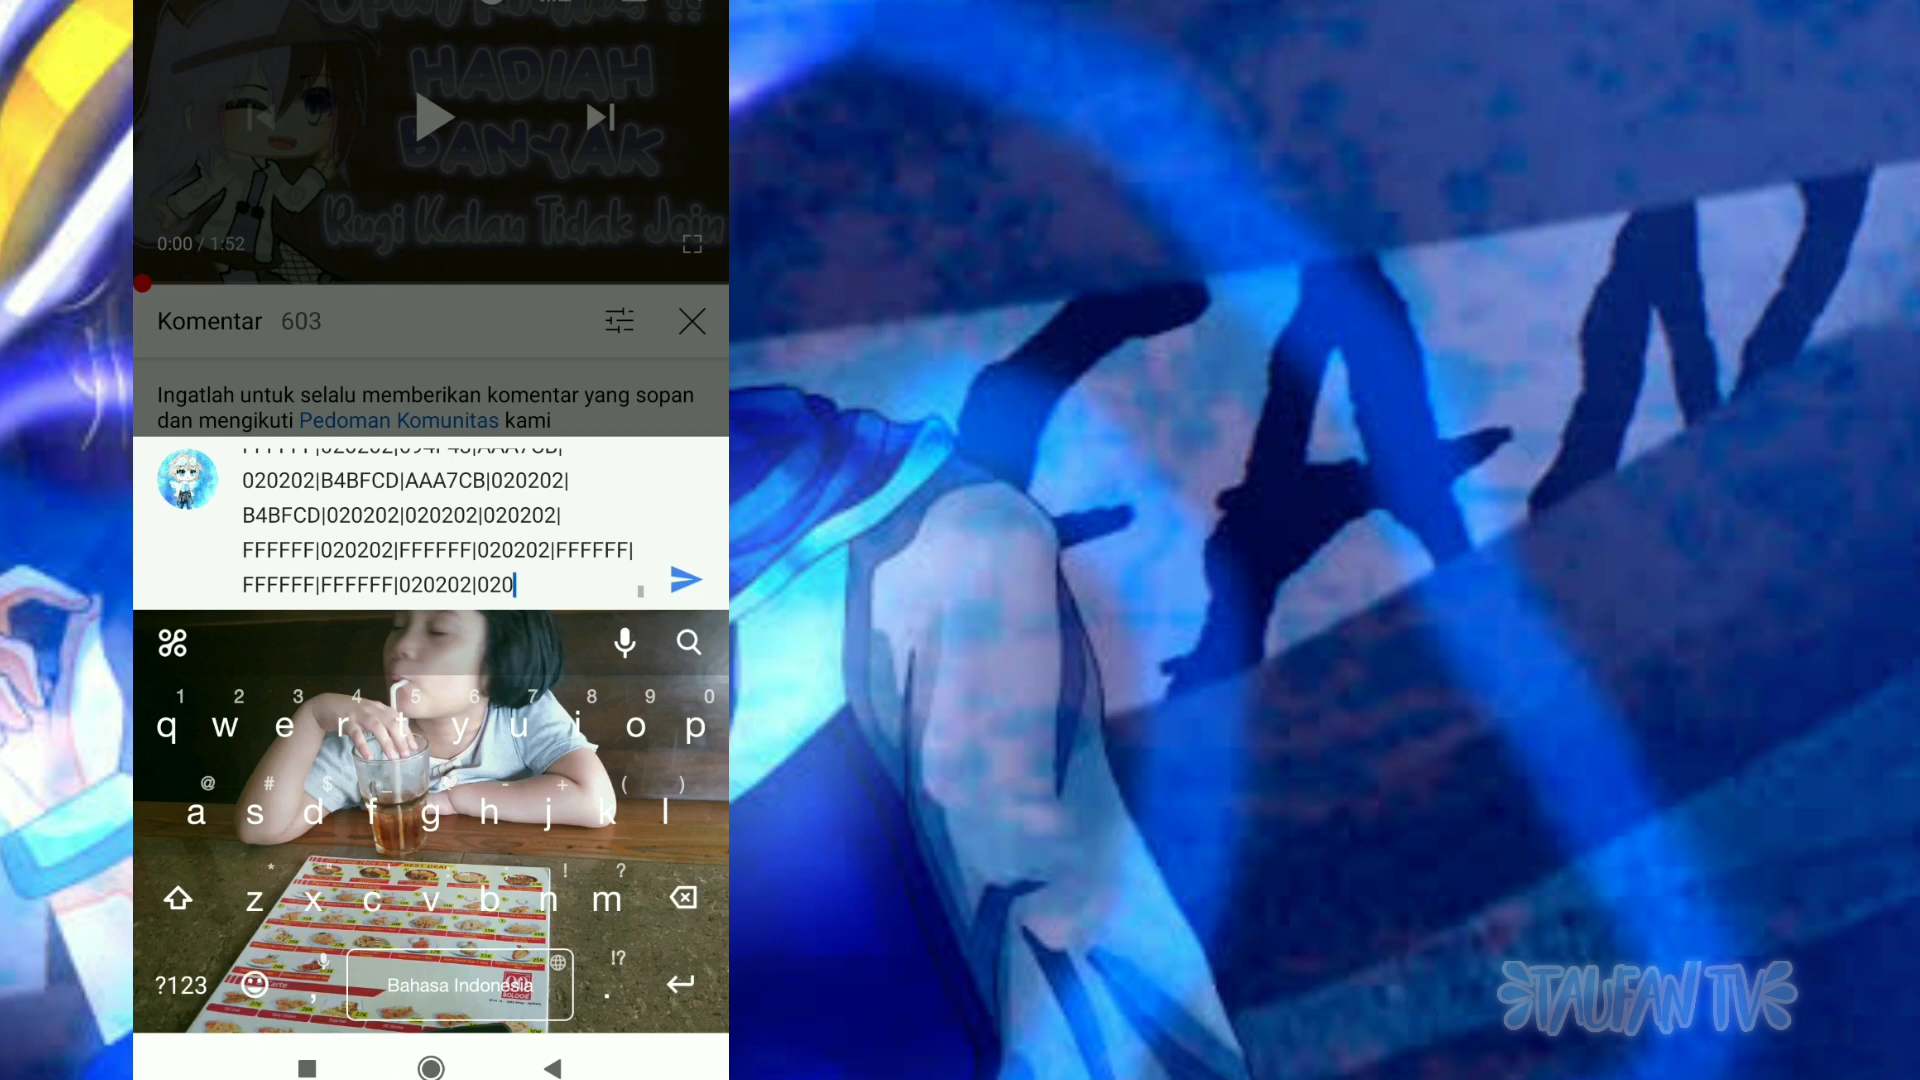 HADIAH
BANYAK
Rugi Kalau Tidak Join
0:00 / 1:52
Komentar 603
Ingatlah untuk selalu memberikan komentar yang sopan
dan mengikuti Pedoman Komunitas kami
020202|B4BFCD|AAA7CB|020202|
B4BFCD|020202|020202|020202|
FFFFFF|020202|FFFFFF|020202|FFFFFF|
FFFFFF|FFFFFF|020202|020
1 2 3 4 5 6 7 8 9 0
q w e r t y u i o p
@ # $ _ - + ( )
a s d f g h j k l
* ! ?
z x c v b n m
!?
?123 , Bahasa Indonesia .
TAUFAN TV